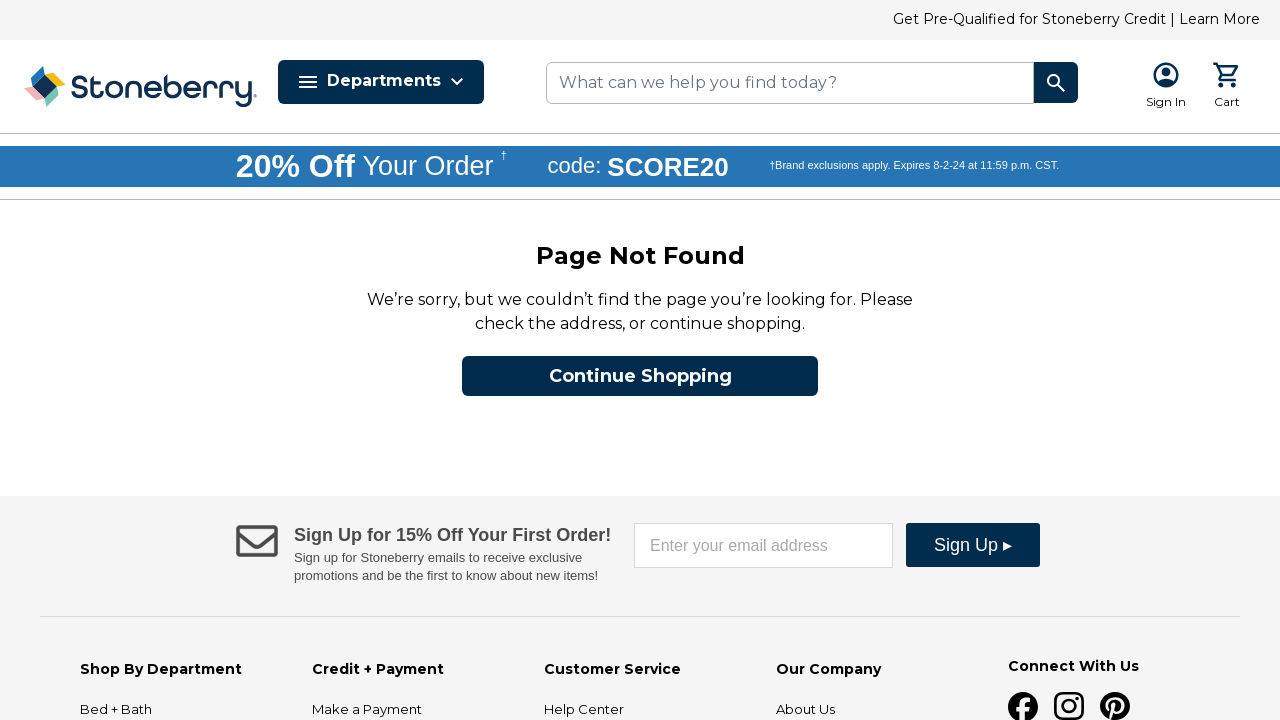 Get Pre-Qualified for Stoneberry Credit | Learn More
Stoneberry®
Departments
What can we help you find today?
Sign In
Cart
20% Off Your Order † code: SCORE20 †Brand exclusions apply. Expires 8-2-24 at 11:59 p.m. CST.
Page Not Found
We’re sorry, but we couldn’t find the page you’re looking for. Please
check the address, or continue shopping.
Continue Shopping
Sign Up for 15% Off Your First Order!
Sign up for Stoneberry emails to receive exclusive
promotions and be the first to know about new items!
Enter your email address
Sign Up ▸
Shop By Department
Bed + Bath
Credit + Payment
Make a Payment
Customer Service
Help Center
Our Company
About Us
Connect With Us